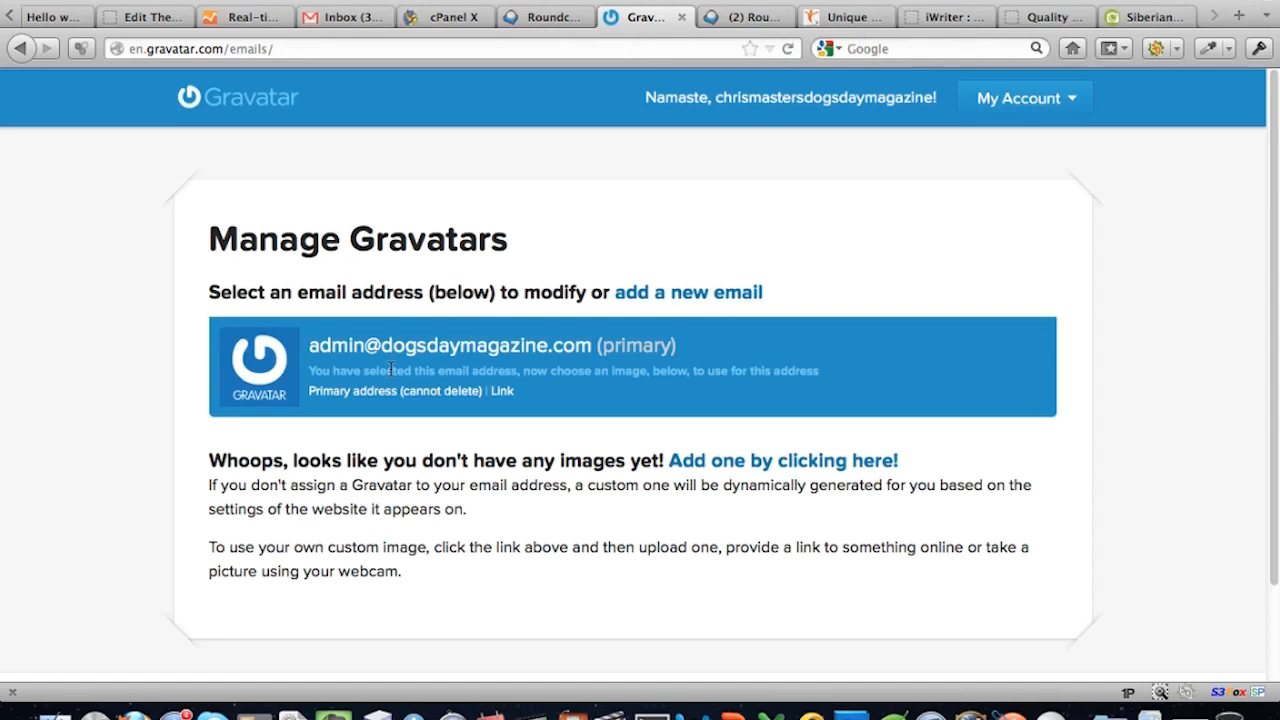 Hello w...
Edit The...
Real-ti...
Inbox (3...
cPanel X
Roundc...
Grav...
(2) Rou...
Unique ...
iWriter : ...
Quality ...
Siberian...
en.gravatar.com/emails/
Google
Gravatar
Namaste, chrismastersdogsdaymagazine!
My Account
Manage Gravatars
Select an email address (below) to modify or add a new email
admin@dogsdaymagazine.com (primary)
You have selected this email address, now choose an image, below, to use for this address
GRAVATAR
Primary address (cannot delete) | Link
Whoops, looks like you don't have any images yet! Add one by clicking here!
If you don't assign a Gravatar to your email address, a custom one will be dynamically generated for you based on the
settings of the website it appears on.
To use your own custom image, click the link above and then upload one, provide a link to something online or take a
picture using your webcam.
1P
S3Fox
SP